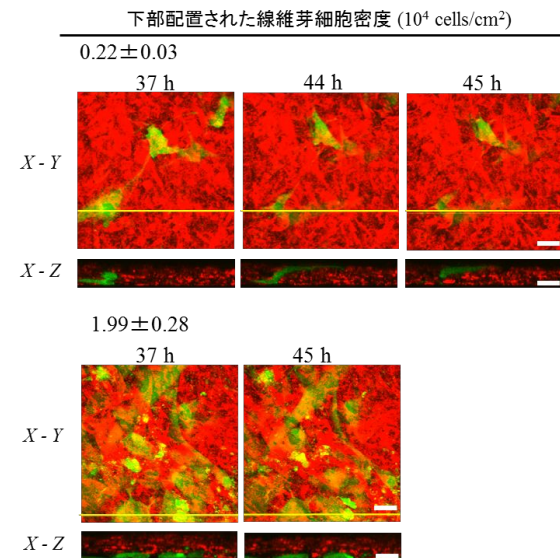 下部配置された線維芽細胞密度 (10⁴ cells/cm²)
0.22±0.03
37 h 44 h 45 h
X - Y
X - Z
1.99±0.28
37 h 45 h
X - Y
X - Z